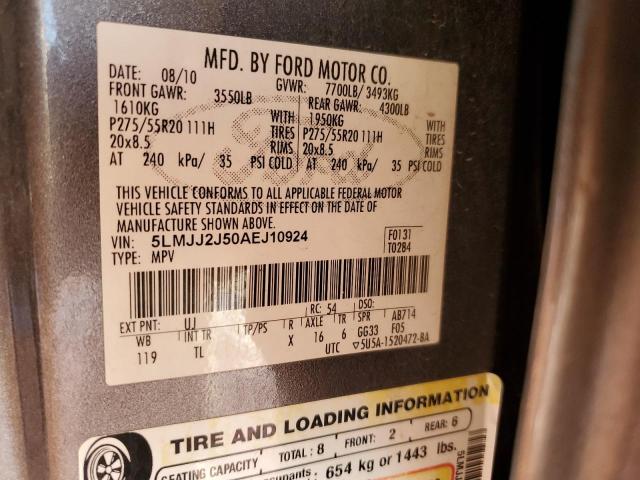 MFD. BY FORD MOTOR CO.
DATE: 08/10 GVWR: 7700LB/ 3493KG
FRONT GAWR: 3550LB REAR GAWR: 4300LB
1610KG WITH 1950KG WITH
P275/55R20 111H TIRES P275/55R20 111H TIRES
20x8.5 RIMS 20x8.5 RIMS
AT 240 kPa/ 35 PSI COLD AT 240 kPa/ 35 PSI COLD
THIS VEHICLE CONFORMS TO ALL APPLICABLE FEDERAL MOTOR
VEHICLE SAFETY STANDARDS IN EFFECT ON THE DATE OF
MANUFACTURE SHOWN ABOVE.
VIN: 5LMJJ2J50AEJ10924 F0131
TYPE: MPV T0284
RC: 54 DSO:
EXT PNT: UJ AB714
WB INT TR TP/PS R AXLE TR SPR F05
119 TL X 16 6 GG33
UTC ▽5U5A-1520472-BA
TIRE AND LOADING INFORMATION
SEATING CAPACITY TOTAL : 8 FRONT: 2 REAR: 6
654 kg or 1443 lbs.